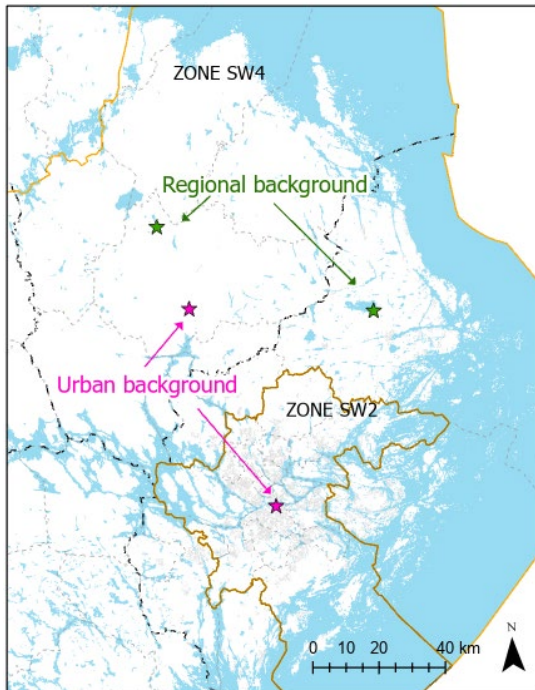 ZONE SW4
Regional background
Urban background
ZONE SW2
N
0 10 20 40 km